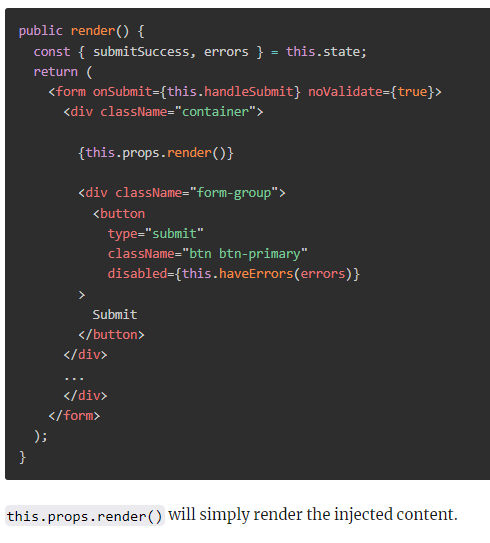 public render() {
  const { submitSuccess, errors } = this.state;
  return (
    <form onSubmit={this.handleSubmit} noValidate={true}>
      <div className="container">

        {this.props.render()}

        <div className="form-group">
          <button
            type="submit"
            className="btn btn-primary"
            disabled={this.haveErrors(errors)}
        >
          Submit
        </button>
      </div>
      ...
      </div>
    </form>
  );
}
this.props.render() will simply render the injected content.